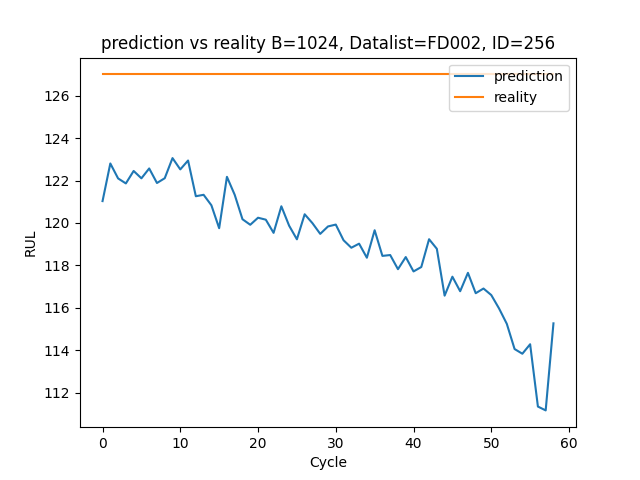 prediction vs reality B=1024, Datalist=FD002, ID=256
prediction
reality
RUL
126
124
122
120
118
116
114
112
0 10 20 30 40 50 60
Cycle